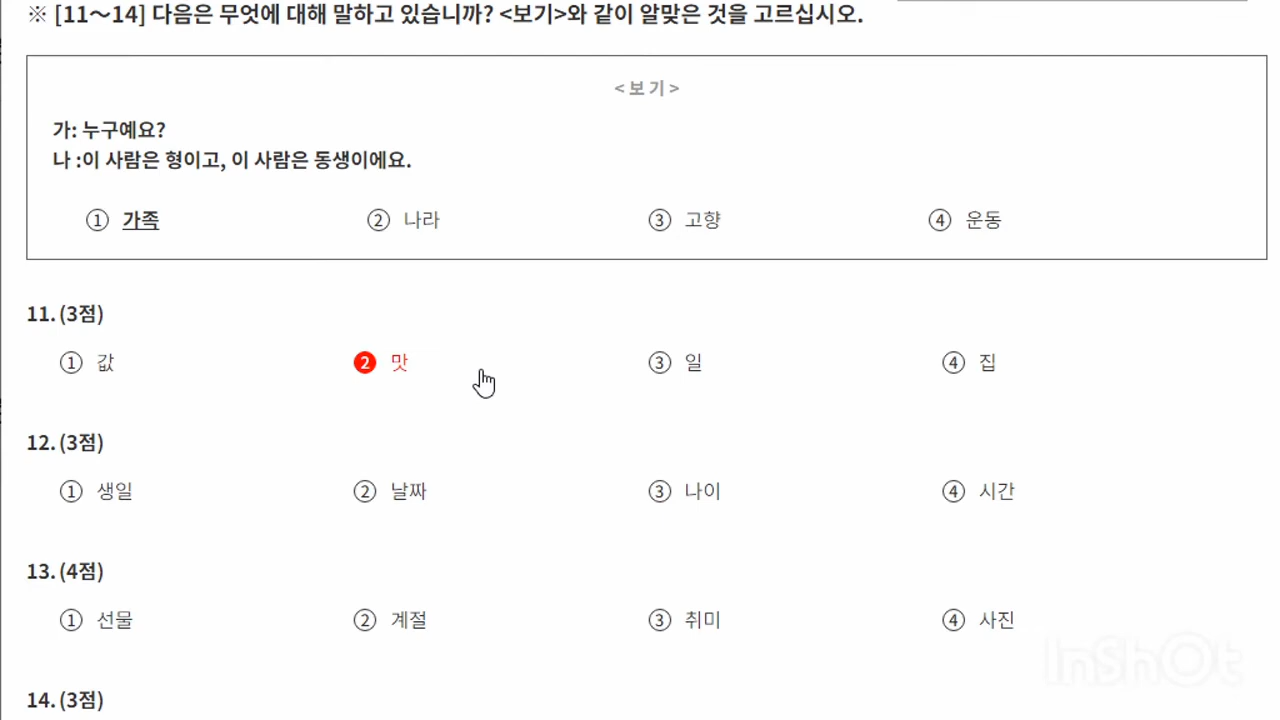 ※ [11～14] 다음은 무엇에 대해 말하고 있습니까? <보기>와 같이 알맞은 것을 고르십시오.
< 보 기 >
가: 누구예요?
나 :이 사람은 형이고, 이 사람은 동생이에요.
① 가족 ② 나라 ③ 고향 ④ 운동
11. (3점)
① 값 ② 맛 ③ 일 ④ 집
12. (3점)
① 생일 ② 날짜 ③ 나이 ④ 시간
13. (4점)
① 선물 ② 계절 ③ 취미 ④ 사진
14. (3점)
InShOt